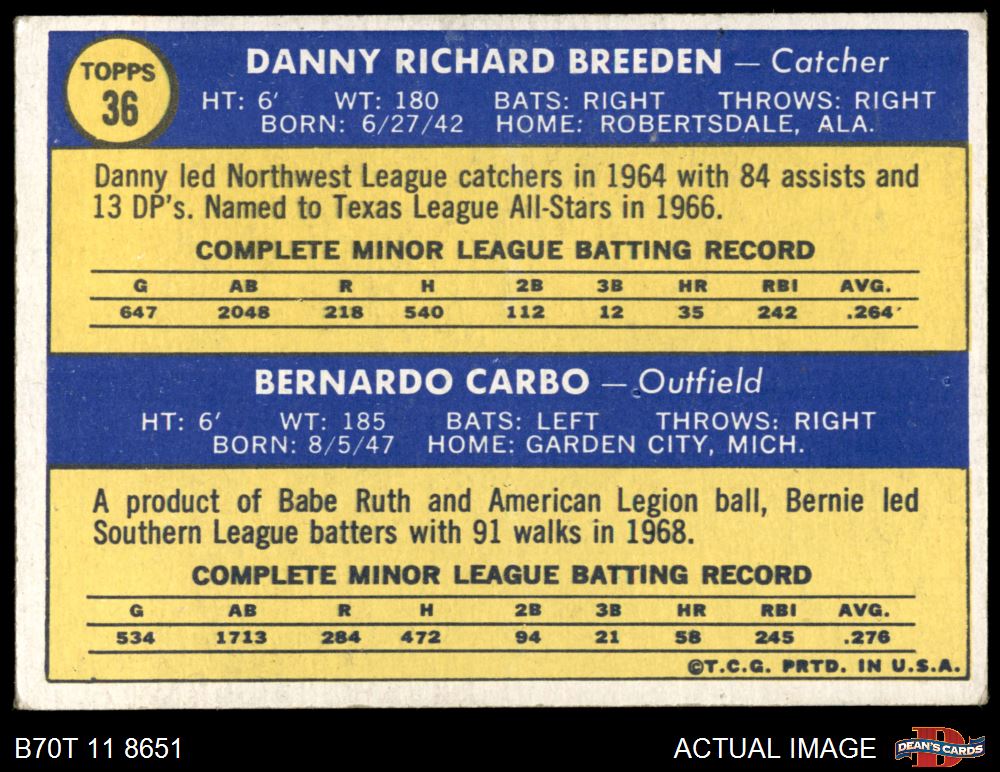 TOPPS
36
DANNY RICHARD BREEDEN — Catcher
HT: 6' WT: 180 BATS: RIGHT THROWS: RIGHT
BORN: 6/27/42 HOME: ROBERTSDALE, ALA.
Danny led Northwest League catchers in 1964 with 84 assists and
13 DP's. Named to Texas League All-Stars in 1966.
COMPLETE MINOR LEAGUE BATTING RECORD
G AB R H 2B 3B HR RBI AVG.
647 2048 218 540 112 12 35 242 .264
BERNARDO CARBO — Outfield
HT: 6' WT: 185 BATS: LEFT THROWS: RIGHT
BORN: 8/5/47 HOME: GARDEN CITY, MICH.
A product of Babe Ruth and American Legion ball, Bernie led
Southern League batters with 91 walks in 1968.
COMPLETE MINOR LEAGUE BATTING RECORD
G AB R H 2B 3B HR RBI AVG.
534 1713 284 472 94 21 58 245 .276
©T.C.G. PRTD. IN U.S.A.
B70T 11 8651 ACTUAL IMAGE DEAN'S CARDS